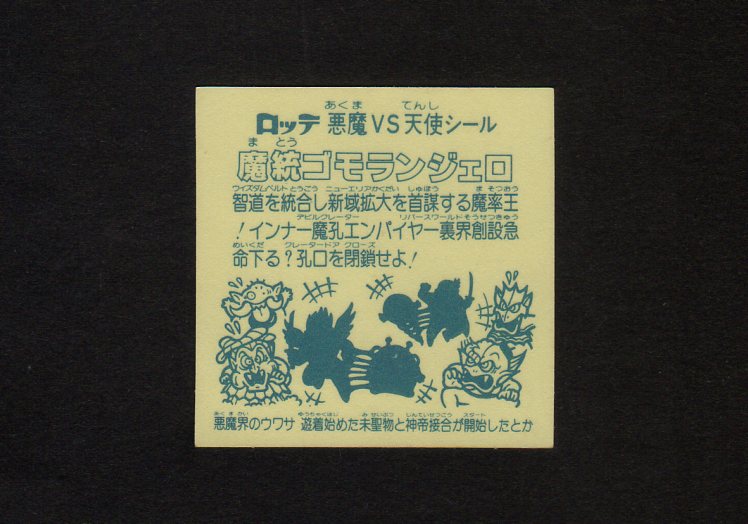 あくま てんし
ロッテ 悪魔VS天使シール
ま とう
魔統ゴモランジェロ
ウイズダムベルト とうごう ニューエリアかくだい しゅぼう ま そつおう
智道を統合し新域拡大を首謀する魔率王
デビルクレーター リバースワールドそうせつきゅう
!インナー魔孔エンパイヤー裏界創設急
めいくだ クレータードア クローズ
命下る?孔口を閉鎖せよ!
あくまかい ゆうちゃくはじ み せいぶつ しんていせつごう スタート
悪魔界のウワサ 遊着始めた未聖物と神帝接合が開始したとか